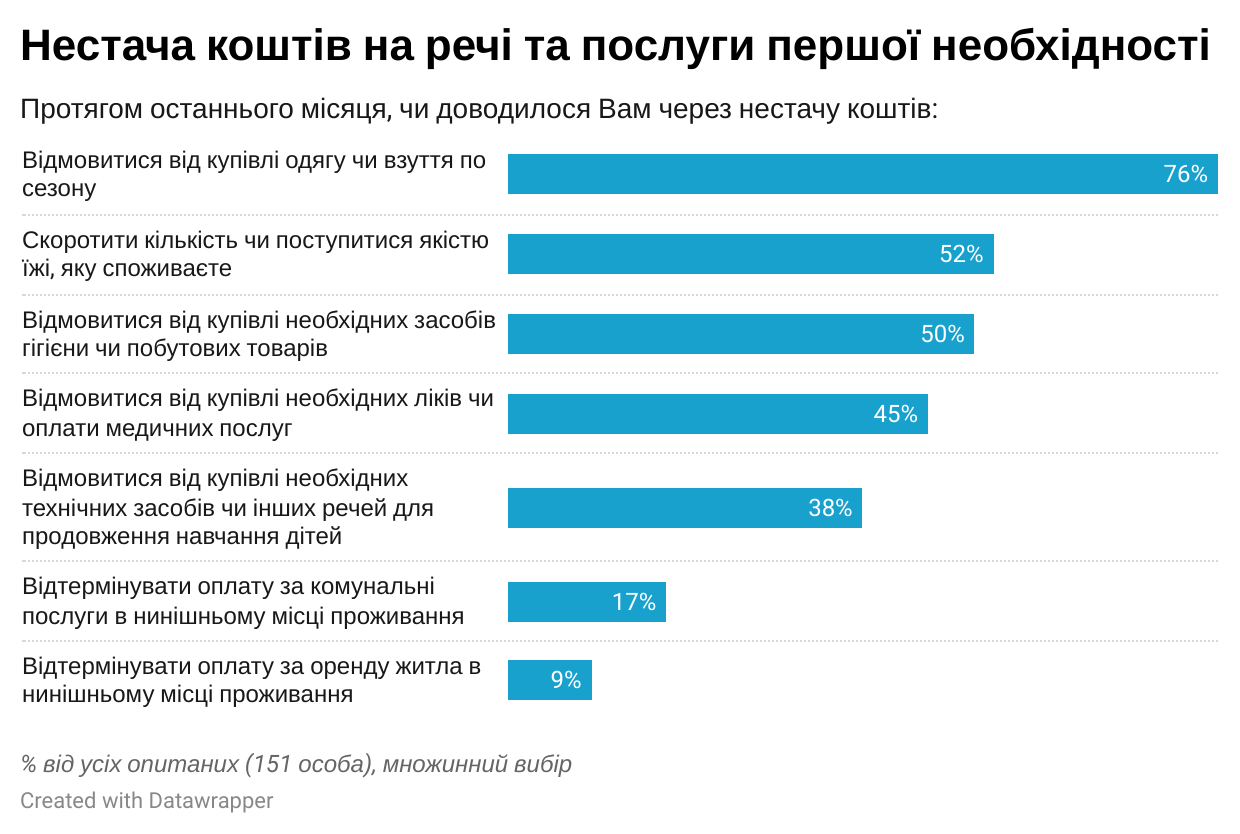 Нестача коштів на речі та послуги першої необхідності
Протягом останнього місяця, чи доводилося Вам через нестачу коштів:
Відмовитися від купівлі одягу чи взуття по
сезону
76%
Скоротити кількість чи поступитися якістю
їжі, яку споживаєте
52%
Відмовитися від купівлі необхідних засобів
гігієни чи побутових товарів
50%
Відмовитися від купівлі необхідних ліків чи
оплати медичних послуг
45%
Відмовитися від купівлі необхідних
технічних засобів чи інших речей для
продовження навчання дітей
38%
Відтермінувати оплату за комунальні
послуги в нинішньому місці проживання
17%
Відтермінувати оплату за оренду житла в
нинішньому місці проживання
9%
% від усіх опитаних (151 особа), множинний вибір
Created with Datawrapper